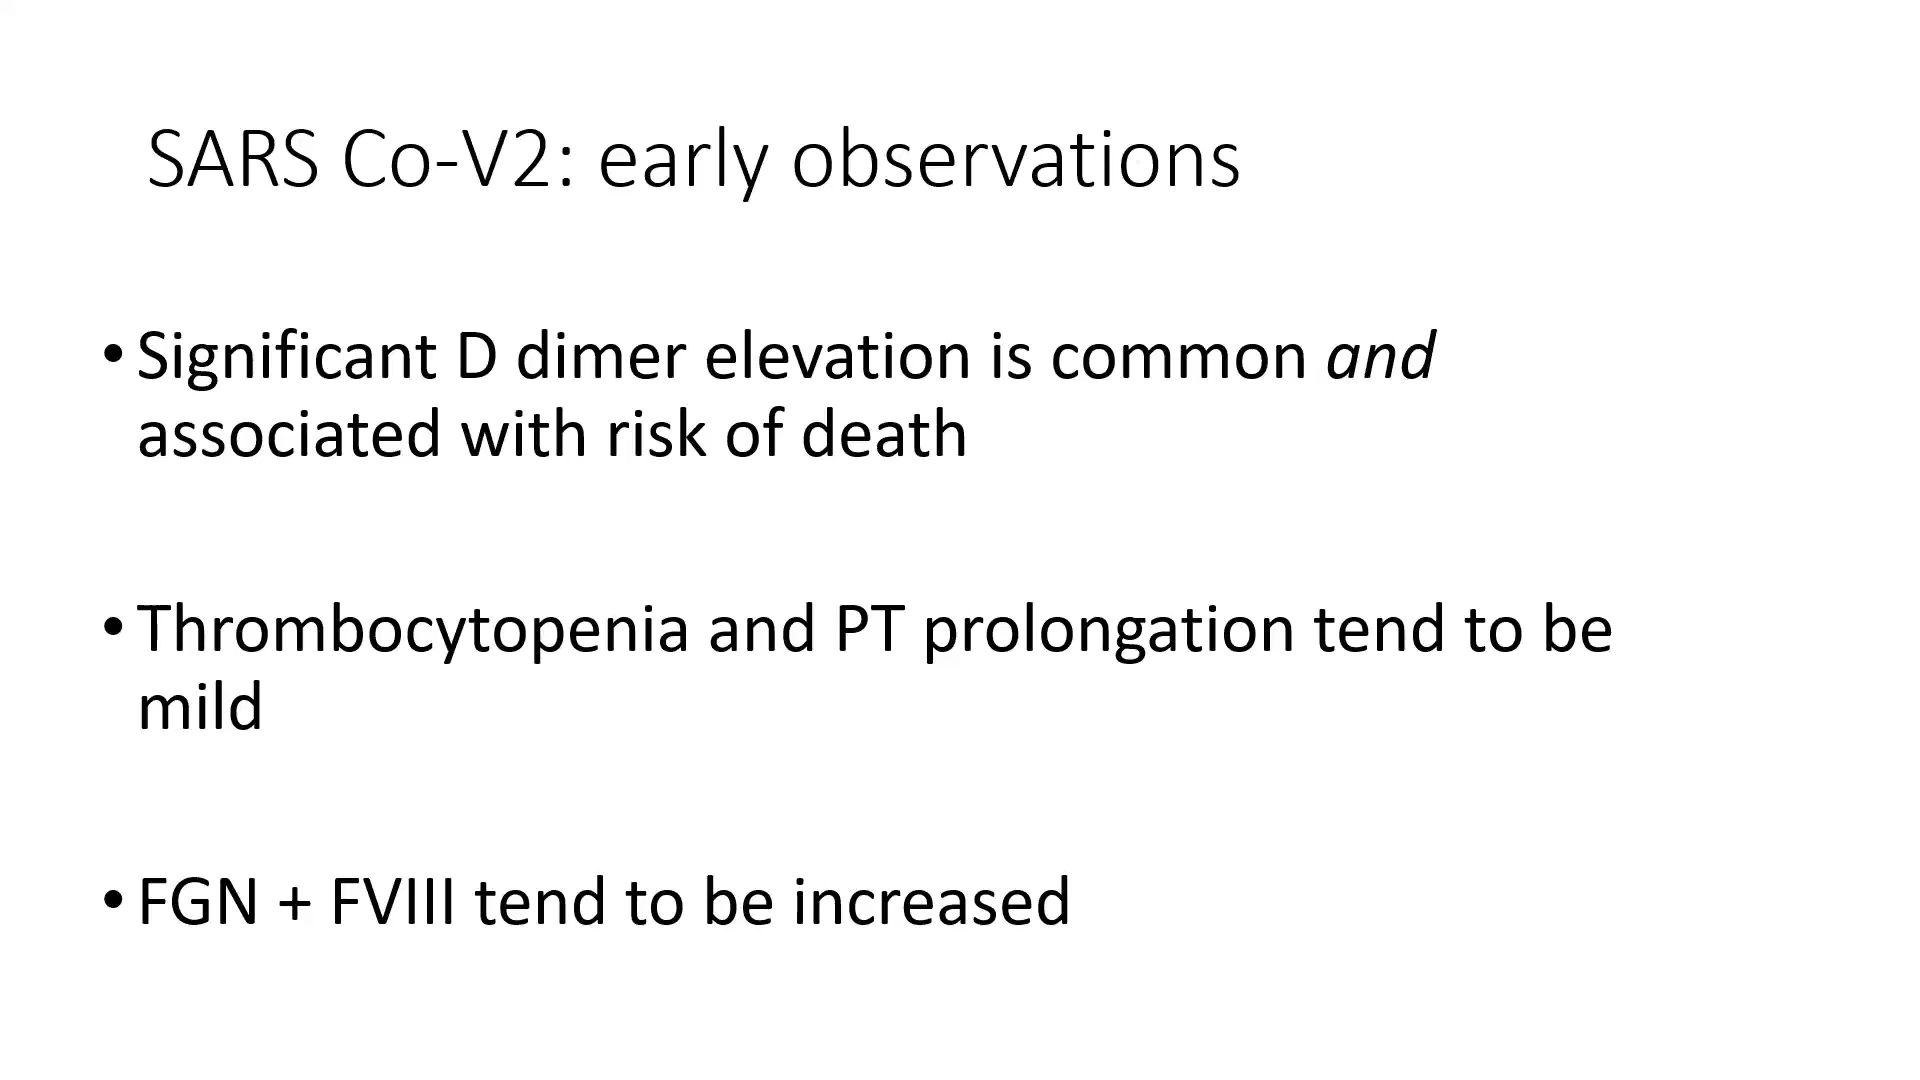 SARS Co-V2: early observations
• Significant D dimer elevation is common and
associated with risk of death
• Thrombocytopenia and PT prolongation tend to be
mild
• FGN + FVIII tend to be increased